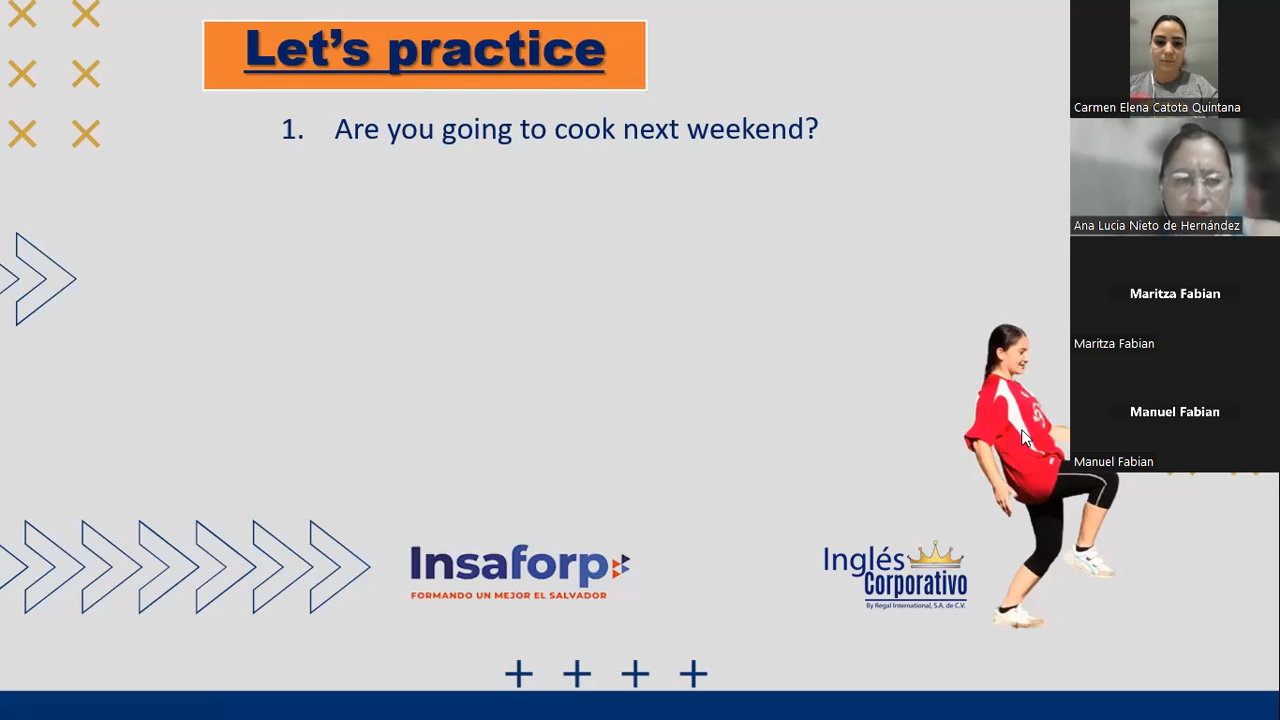 Let's practice
1. Are you going to cook next weekend?
Carmen Elena Catota Quintana
Ana Lucia Nieto de Hernández
Maritza Fabian
Maritza Fabian
Manuel Fabian
Manuel Fabian
Insaforp
FORMANDO UN MEJOR EL SALVADOR
Inglés
Corporativo
By Regal International, S.A. de C.V.